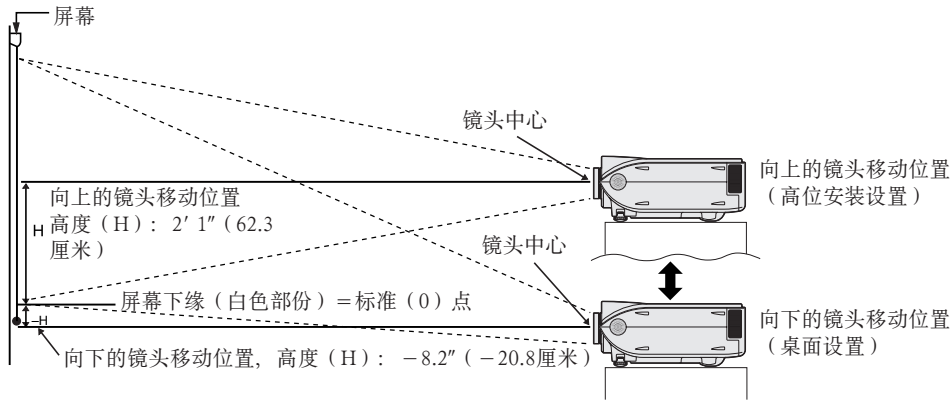 屏幕
镜头中心
向上的镜头移动位置
（高位安装设置）
向上的镜头移动位置
高度（H）：2′ 1″（62.3
厘米）
H
镜头中心
屏幕下缘（白色部份）＝标准（0）点
−H
向下的镜头移动位置
（桌面设置）
向下的镜头移动位置，高度（H）：−8.2″（−20.8厘米）